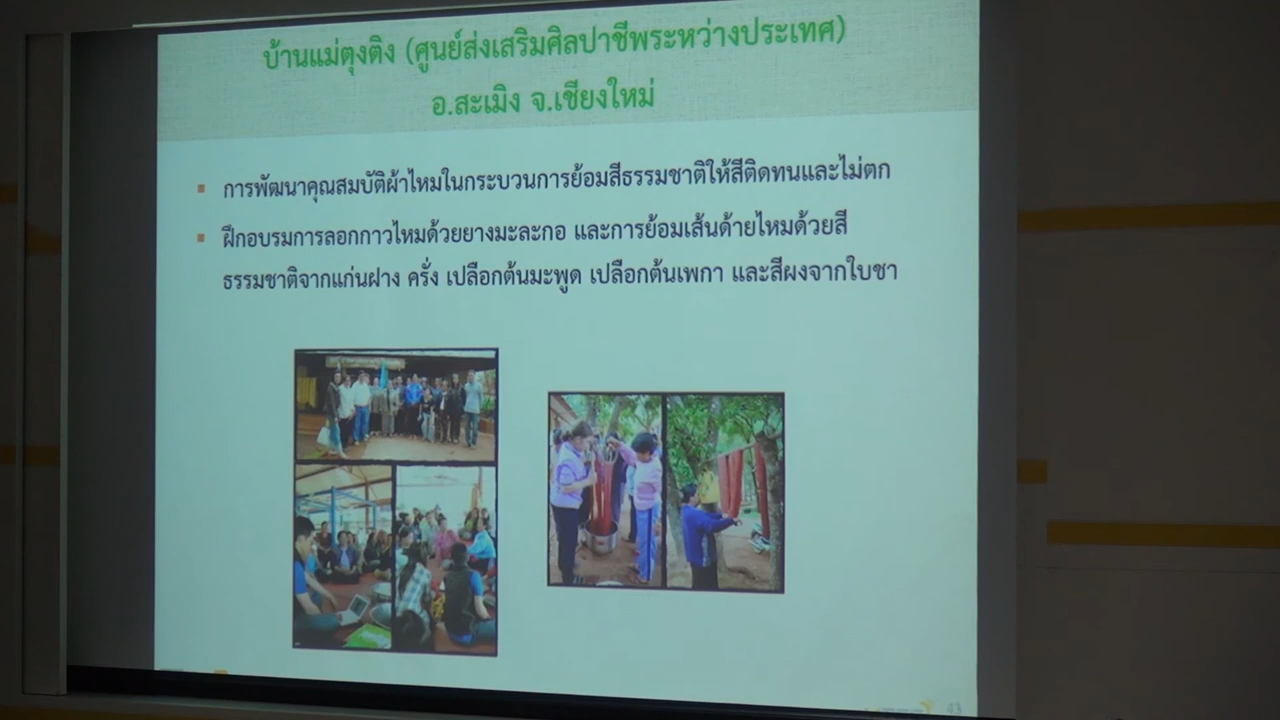 บ้านแม่ตุงติง (ศูนย์ส่งเสริมศิลปาชีพระหว่างประเทศ)
อ.สะเมิง จ.เชียงใหม่
▪ การพัฒนาคุณสมบัติผ้าไหมในกระบวนการย้อมสีธรรมชาติให้สีติดทนและไม่ตก
▪ ฝึกอบรมการลอกกาวไหมด้วยยางมะละกอ และการย้อมเส้นด้ายไหมด้วยสี
ธรรมชาติจากแก่นฝาง ครั่ง เปลือกต้นมะพูด เปลือกต้นเพกา และสีผงจากใบชา
43